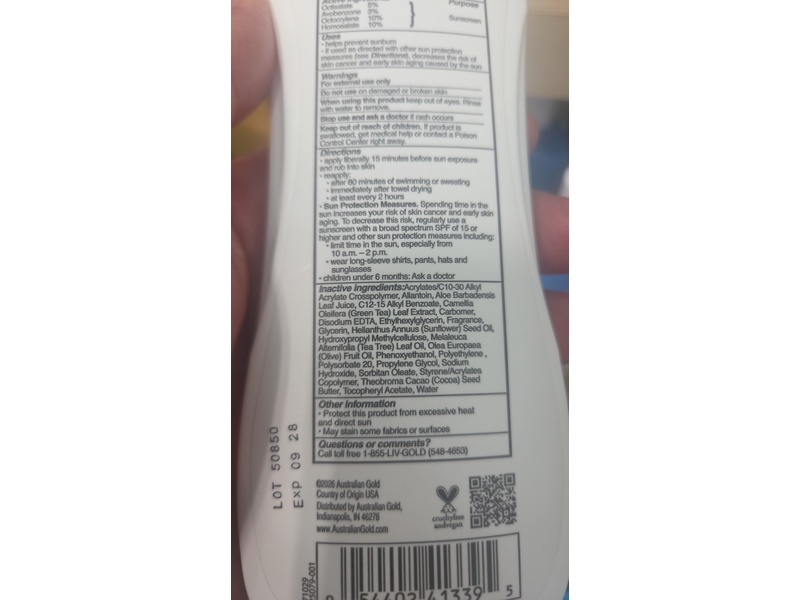 Octisalate 5%
Avobenzone 3%
Octocrylene 10%
Homosalate 10%
Purpose
Sunscreen
Uses
• helps prevent sunburn
• if used as directed with other sun protection
measures (see Directions), decreases the risk of
skin cancer and early skin aging caused by the sun
Warnings
For external use only
Do not use on damaged or broken skin
When using this product keep out of eyes. Rinse
with water to remove.
Stop use and ask a doctor if rash occurs
Keep out of reach of children. If product is
swallowed, get medical help or contact a Poison
Control Center right away.
Directions
• apply liberally 15 minutes before sun exposure
and rub into skin
• reapply:
• after 80 minutes of swimming or sweating
• immediately after towel drying
• at least every 2 hours
• Sun Protection Measures. Spending time in the
sun increases your risk of skin cancer and early skin
aging. To decrease this risk, regularly use a
sunscreen with a broad spectrum SPF of 15 or
higher and other sun protection measures including:
• limit time in the sun, especially from
10 a.m. – 2 p.m.
• wear long-sleeve shirts, pants, hats and
sunglasses
• children under 6 months: Ask a doctor
Inactive ingredients:Acrylates/C10-30 Alkyl
Acrylate Crosspolymer, Allantoin, Aloe Barbadensis
Leaf Juice, C12-15 Alkyl Benzoate, Camellia
Oleifera (Green Tea) Leaf Extract, Carbomer,
Disodium EDTA, Ethylhexylglycerin, Fragrance,
Glycerin, Helianthus Annuus (Sunflower) Seed Oil,
Hydroxypropyl Methylcellulose, Melaleuca
Alternifolia (Tea Tree) Leaf Oil, Olea Europaea
(Olive) Fruit Oil, Phenoxyethanol, Polyethylene ,
Polysorbate 20, Propylene Glycol, Sodium
Hydroxide, Sorbitan Oleate, Styrene/Acrylates
Copolymer, Theobroma Cacao (Cocoa) Seed
Butter, Tocopheryl Acetate, Water
Other information
• Protect this product from excessive heat
and direct sun
• May stain some fabrics or surfaces
Questions or comments?
Call toll free 1-855-LIV-GOLD (548-4653)
LOT 50850
EXP 09 28
©2026 Australian Gold
Country of Origin USA
Distributed by Australian Gold,
Indianapolis, IN 46278
www.AustralianGold.com
crueltyfree
andvegan
54402 41339 5